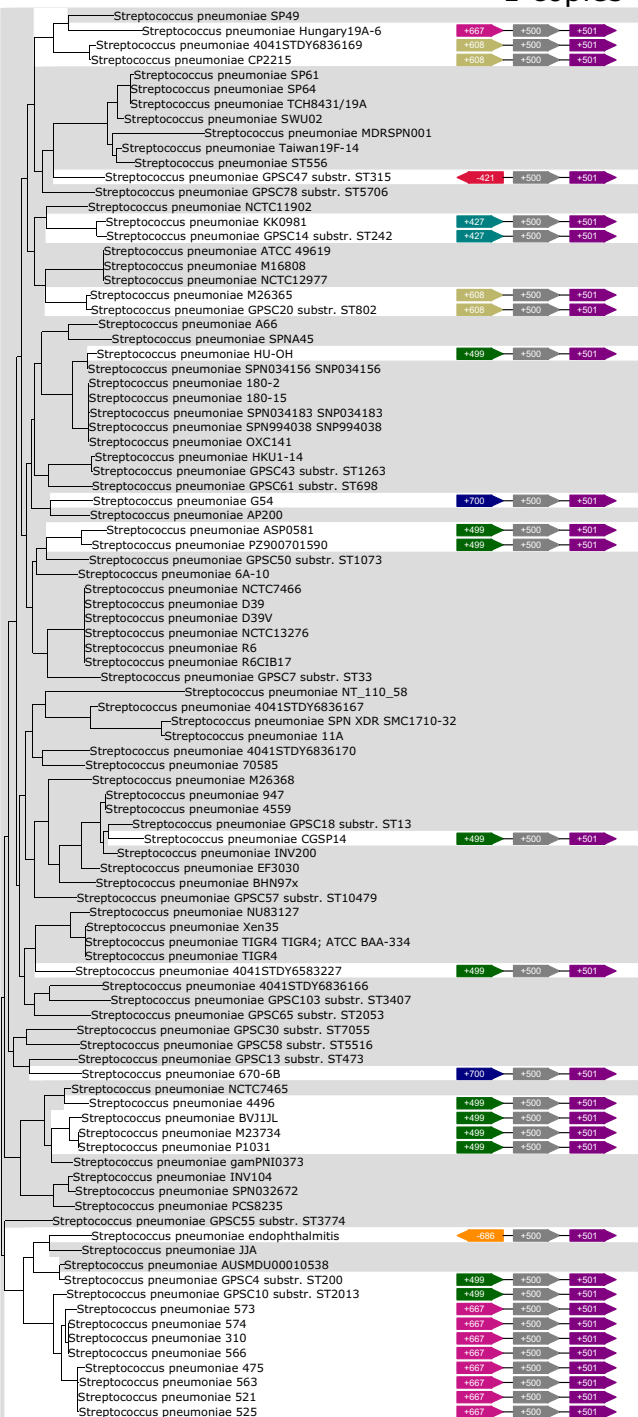 Streptococcus pneumoniae SP49
Streptococcus pneumoniae Hungary19A-6 +667 +500 +501
Streptococcus pneumoniae 4041STDY6836169 +608 +500 +501
Streptococcus pneumoniae CP2215 +608 +500 +501
Streptococcus pneumoniae SP61
Streptococcus pneumoniae SP64
Streptococcus pneumoniae TCH8431/19A
Streptococcus pneumoniae SWU02
Streptococcus pneumoniae MDRSPN001
Streptococcus pneumoniae Taiwan19F-14
Streptococcus pneumoniae ST556
Streptococcus pneumoniae GPSC47 substr. ST315 -421 +500 +501
Streptococcus pneumoniae GPSC78 substr. ST5706
Streptococcus pneumoniae NCTC11902
Streptococcus pneumoniae KK0981 +427 +500 +501
Streptococcus pneumoniae GPSC14 substr. ST242 +427 +500 +501
Streptococcus pneumoniae ATCC 49619
Streptococcus pneumoniae M16808
Streptococcus pneumoniae NCTC12977
Streptococcus pneumoniae M26365 +608 +500 +501
Streptococcus pneumoniae GPSC20 substr. ST802 +608 +500 +501
Streptococcus pneumoniae A66
Streptococcus pneumoniae SPNA45
Streptococcus pneumoniae HU-OH +499 +500 +501
Streptococcus pneumoniae SPN034156 SNP034156
Streptococcus pneumoniae 180-2
Streptococcus pneumoniae 180-15
Streptococcus pneumoniae SPN034183 SNP034183
Streptococcus pneumoniae SPN994038 SNP994038
Streptococcus pneumoniae OXC141
Streptococcus pneumoniae HKU1-14
Streptococcus pneumoniae GPSC43 substr. ST1263
Streptococcus pneumoniae GPSC61 substr. ST698
Streptococcus pneumoniae G54 +700 +500 +501
Streptococcus pneumoniae AP200
Streptococcus pneumoniae ASP0581 +499 +500 +501
Streptococcus pneumoniae PZ900701590 +499 +500 +501
Streptococcus pneumoniae GPSC50 substr. ST1073
Streptococcus pneumoniae 6A-10
Streptococcus pneumoniae NCTC7466
Streptococcus pneumoniae D39
Streptococcus pneumoniae D39V
Streptococcus pneumoniae NCTC13276
Streptococcus pneumoniae R6
Streptococcus pneumoniae R6CIB17
Streptococcus pneumoniae GPSC7 substr. ST33
Streptococcus pneumoniae NT_110_58
Streptococcus pneumoniae 4041STDY6836167
Streptococcus pneumoniae SPN XDR SMC1710-32
Streptococcus pneumoniae 11A
Streptococcus pneumoniae 4041STDY6836170
Streptococcus pneumoniae 70585
Streptococcus pneumoniae M26368
Streptococcus pneumoniae 947
Streptococcus pneumoniae 4559
Streptococcus pneumoniae GPSC18 substr. ST13
Streptococcus pneumoniae CGSP14 +499 +500 +501
Streptococcus pneumoniae INV200
Streptococcus pneumoniae EF3030
Streptococcus pneumoniae BHN97x
Streptococcus pneumoniae GPSC57 substr. ST10479
Streptococcus pneumoniae NU83127
Streptococcus pneumoniae Xen35
Streptococcus pneumoniae TIGR4 TIGR4; ATCC BAA-334
Streptococcus pneumoniae TIGR4
Streptococcus pneumoniae 4041STDY6583227 +499 +500 +501
Streptococcus pneumoniae 4041STDY6836166
Streptococcus pneumoniae GPSC103 substr. ST3407
Streptococcus pneumoniae GPSC65 substr. ST2053
Streptococcus pneumoniae GPSC30 substr. ST7055
Streptococcus pneumoniae GPSC58 substr. ST5516
Streptococcus pneumoniae GPSC13 substr. ST473
Streptococcus pneumoniae 670-6B +700 +500 +501
Streptococcus pneumoniae NCTC7465
Streptococcus pneumoniae 4496 +499 +500 +501
Streptococcus pneumoniae BVJ1JL +499 +500 +501
Streptococcus pneumoniae M23734 +499 +500 +501
Streptococcus pneumoniae P1031 +499 +500 +501
Streptococcus pneumoniae gamPNI0373
Streptococcus pneumoniae INV104
Streptococcus pneumoniae SPN032672
Streptococcus pneumoniae PCS8235
Streptococcus pneumoniae GPSC55 substr. ST3774
Streptococcus pneumoniae endophthalmitis -686 +500 +501
Streptococcus pneumoniae JJA
Streptococcus pneumoniae AUSMDU00010538
Streptococcus pneumoniae GPSC4 substr. ST200 +499 +500 +501
Streptococcus pneumoniae GPSC10 substr. ST2013 +499 +500 +501
Streptococcus pneumoniae 573 +667 +500 +501
Streptococcus pneumoniae 574 +667 +500 +501
Streptococcus pneumoniae 310 +667 +500 +501
Streptococcus pneumoniae 566 +667 +500 +501
Streptococcus pneumoniae 475 +667 +500 +501
Streptococcus pneumoniae 563 +667 +500 +501
Streptococcus pneumoniae 521 +667 +500 +501
Streptococcus pneumoniae 525 +667 +500 +501